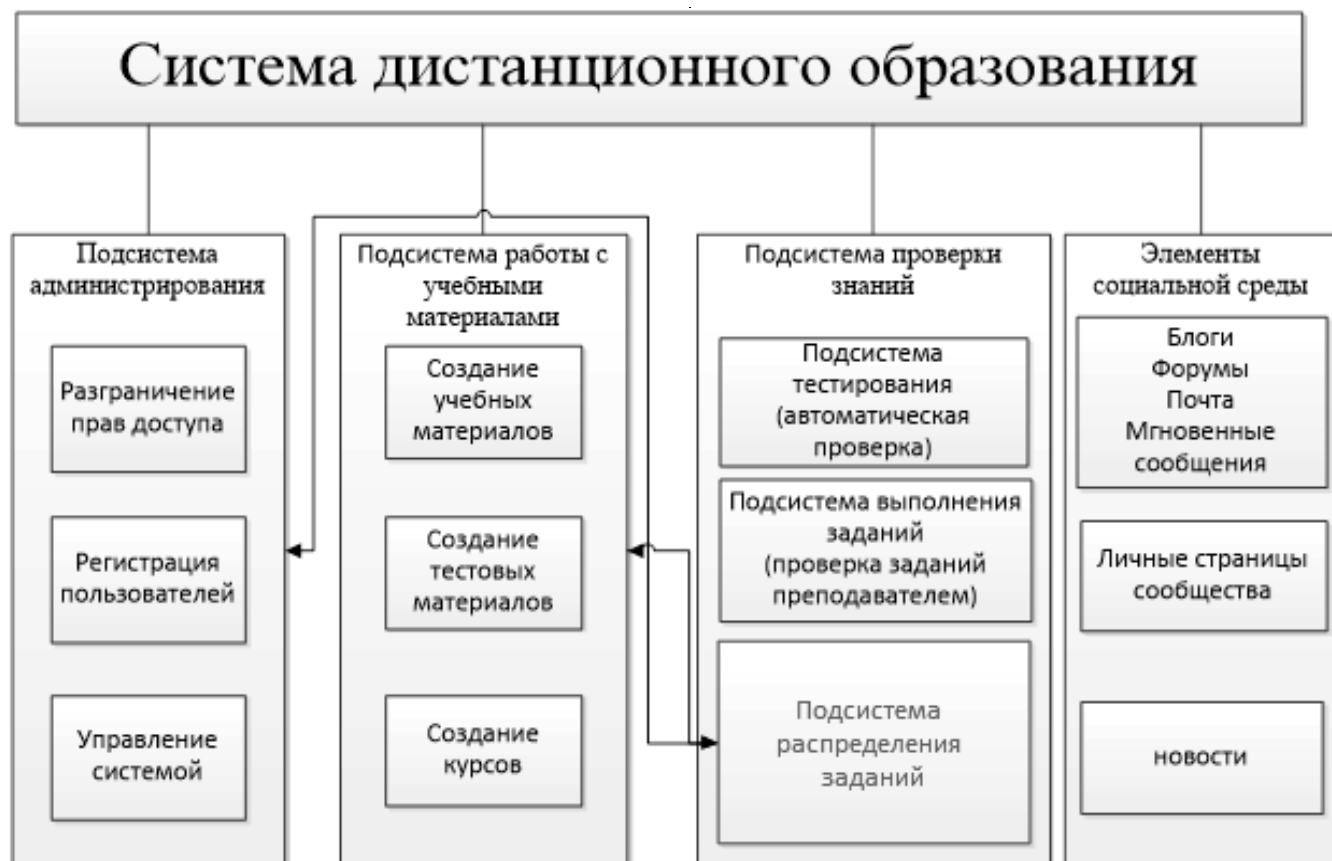 Система дистанционного образования
Подсистема
администрирования
Разграничение
прав доступа
Регистрация
пользователей
Управление
системой
Подсистема работы с
учебными
материалами
Создание
учебных
материалов
Создание
тестовых
материалов
Создание
курсов
Подсистема проверки
знаний
Подсистема
тестирования
(автоматическая
проверка)
Подсистема выполнения
заданий
(проверка заданий
преподавателем)
Подсистема
распределения
заданий
Элементы
социальной среды
Блоги
Форумы
Почта
Мгновенные
сообщения
Личные страницы
сообщества
новости